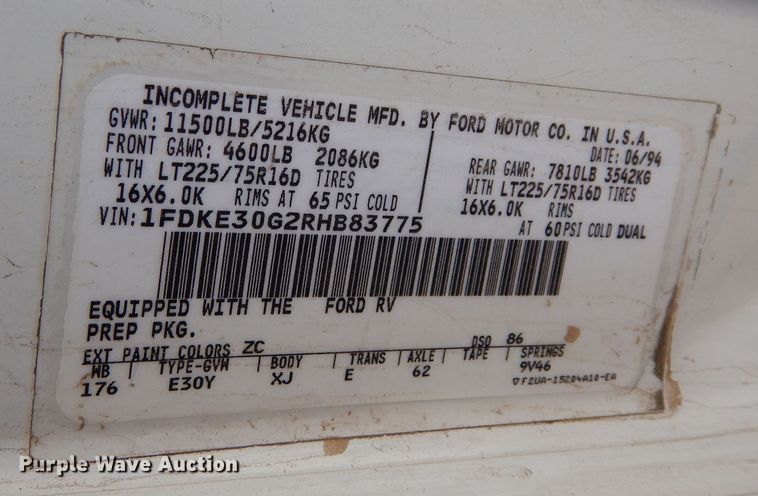 INCOMPLETE VEHICLE MFD. BY FORD MOTOR CO. IN U.S.A.
GVWR: 11500LB/5216KG
DATE: 06/94
FRONT GAWR: 4600LB 2086KG
REAR GAWR: 7810LB 3542KG
WITH LT225/75R16D TIRES
WITH LT225/75R16D TIRES
16X6.0K RIMS AT 65 PSI COLD
16X6.0K RIMS
AT 60 PSI COLD DUAL
VIN: 1FDKE30G2RHB83775
EQUIPPED WITH THE FORD RV
PREP PKG.
EXT PAINT COLORS ZC DSO 86
WB TYPE-GVW BODY TRANS AXLE TAPE SPRINGS
176 E30Y XJ E 62 9V46
▽F2UA-15204A10-EA
Purple Wave Auction